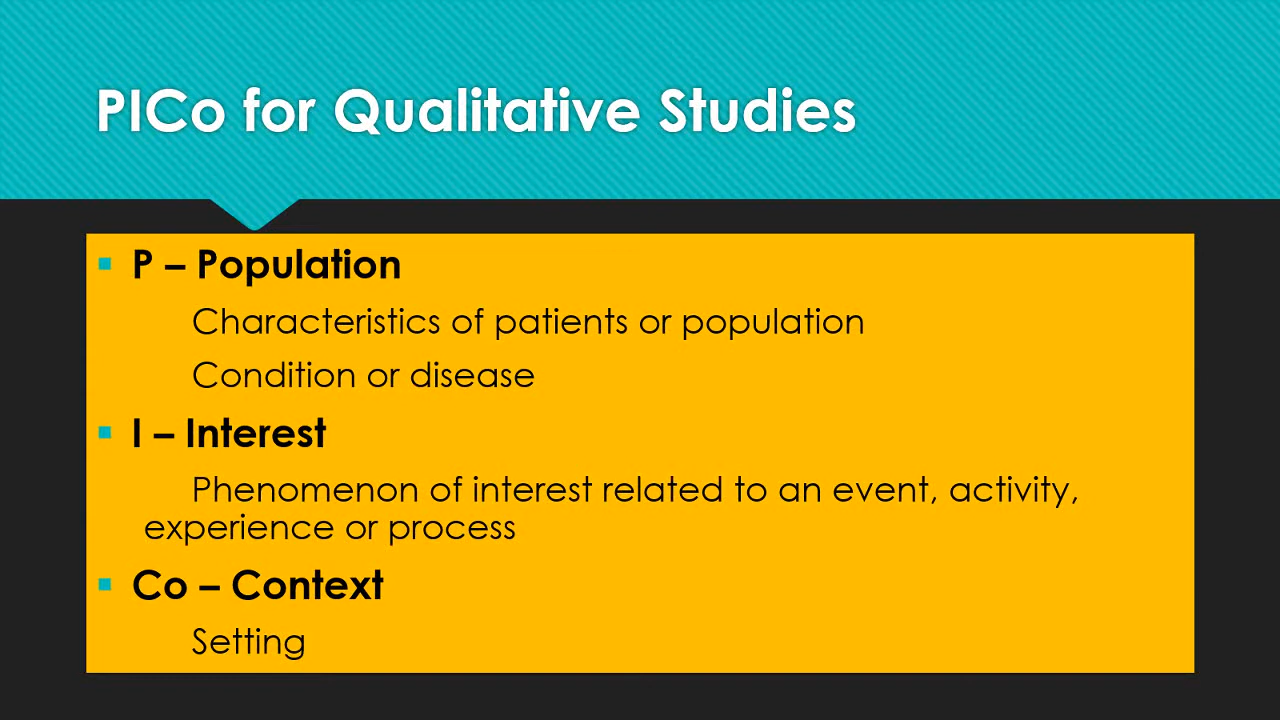 PICo for Qualitative Studies
P – Population
Characteristics of patients or population
Condition or disease
I – Interest
Phenomenon of interest related to an event, activity,
experience or process
Co – Context
Setting